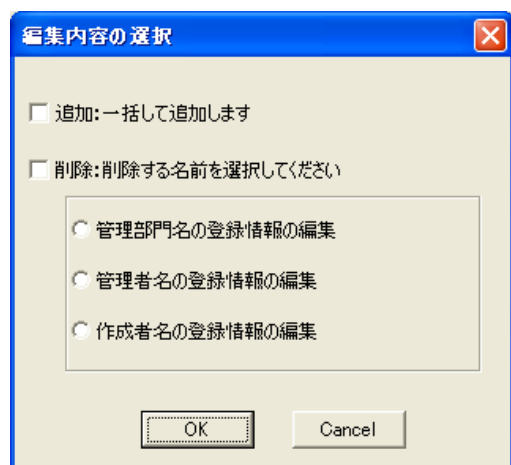 編集内容の選択
追加:一括して追加します
削除:削除する名前を選択してください
管理部門名の登録情報の編集
管理者名の登録情報の編集
作成者名の登録情報の編集
OK Cancel